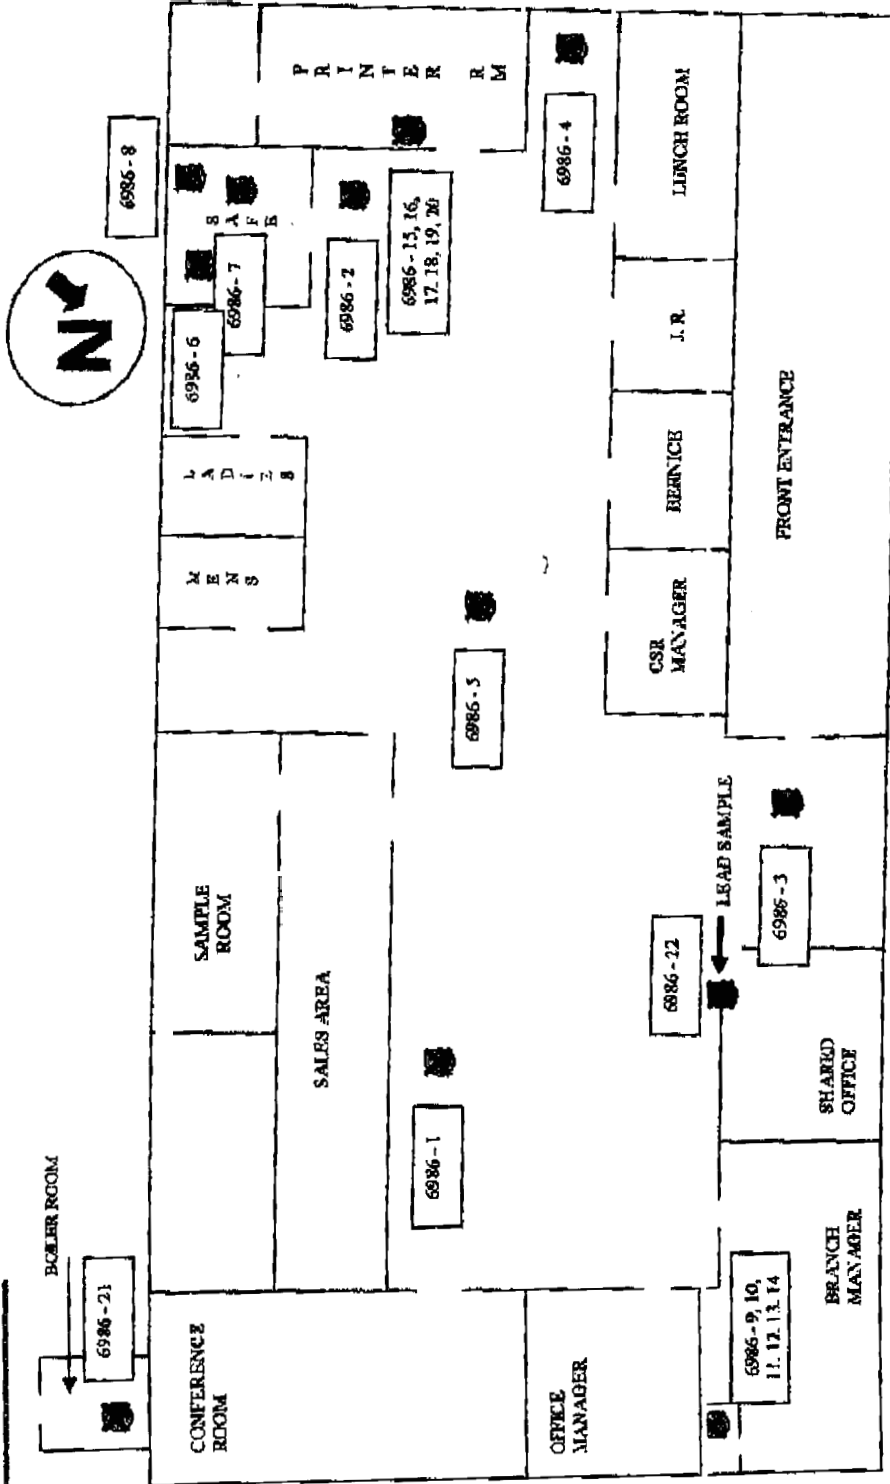 BOILER ROOM
6986 - 21
CONFERENCE
ROOM
OFFICE
MANAGER
6986 - 9, 10,
11, 12, 13, 14
BRANCH
MANAGER
SHARED
OFFICE
6986 - 1
SALES AREA
SAMPLE
ROOM
6986 - 22
LEAD SAMPLE
6986 - 3
6986 - 5
CSR
MANAGER
BERNICE
J. R.
LUNCH ROOM
FRONT ENTRANCE
MENS
LADIES
N
6986 - 6
6986 - 7
6986 - 8
SAFE
6986 - 2
6986 - 15, 16,
17, 18, 19, 20
PRINTER RM
6986 - 4